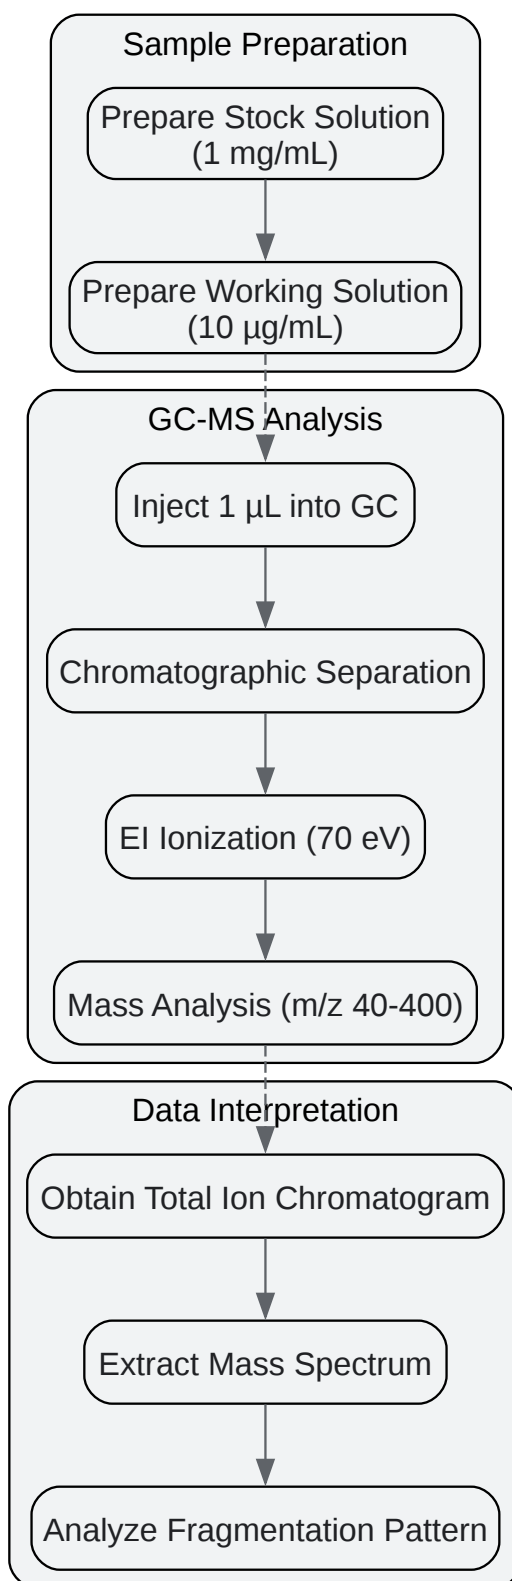 Sample Preparation
Prepare Stock Solution
(1 mg/mL)
Prepare Working Solution
(10 µg/mL)
GC-MS Analysis
Inject 1 µL into GC
Chromatographic Separation
EI Ionization (70 eV)
Mass Analysis (m/z 40-400)
Data Interpretation
Obtain Total Ion Chromatogram
Extract Mass Spectrum
Analyze Fragmentation Pattern